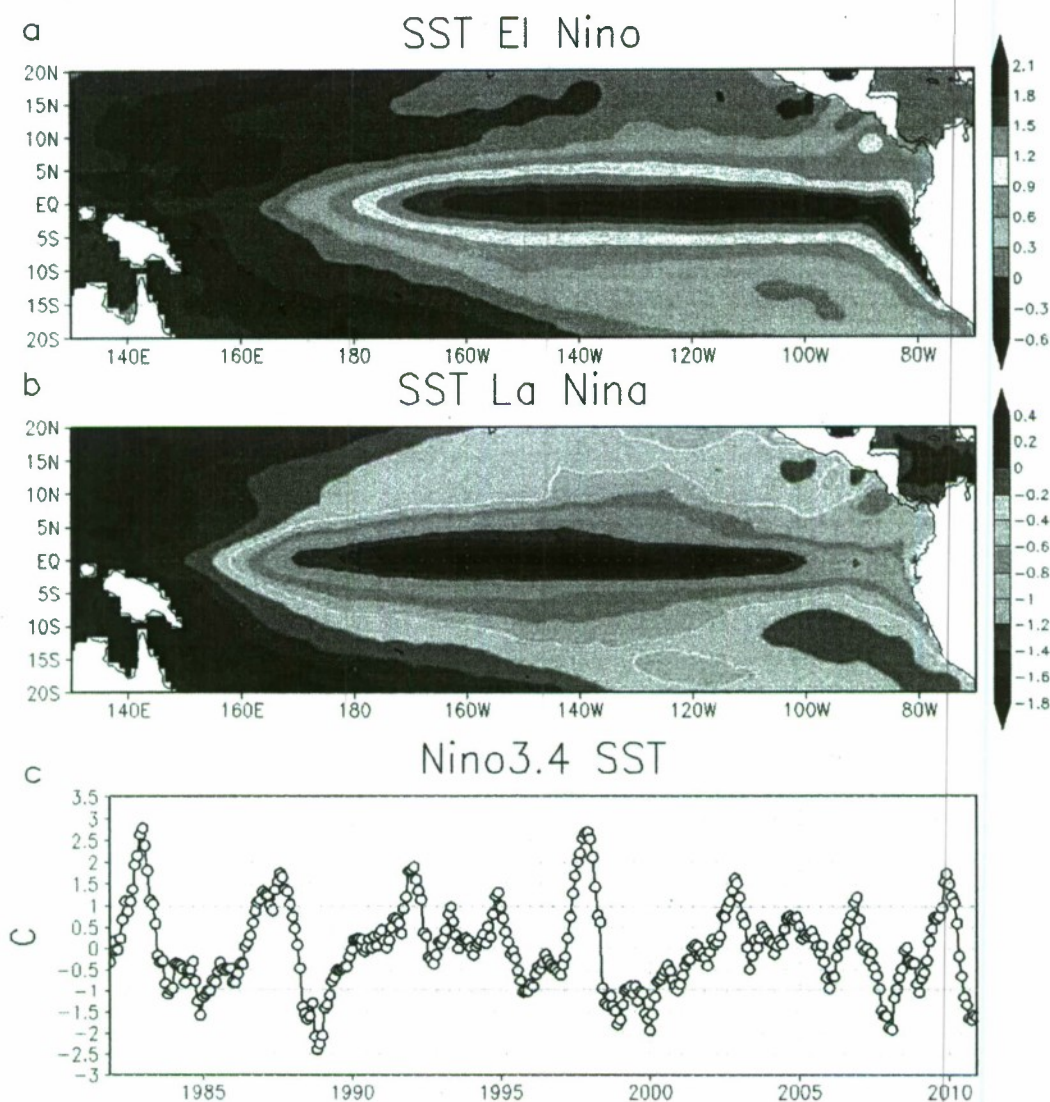 a
SST El Nino
20N
15N
10N
5N
EQ
5S
10S
15S
20S
140E 160E 180 160W 140W 120W 100W 80W
2.1
1.8
1.5
1.2
0.9
0.6
0.3
0
-0.3
-0.6
b
SST La Nina
20N
15N
10N
5N
EQ
5S
10S
15S
20S
140E 160E 180 160W 140W 120W 100W 80W
0.4
0.2
0
-0.2
-0.4
-0.6
-0.8
-1
-1.2
-1.4
-1.6
-1.8
c
Nino3.4 SST
C
3.5
3
2.5
2
1.5
1
0.5
0
-0.5
-1
-1.5
-2
-2.5
-3
1985 1990 1995 2000 2005 2010